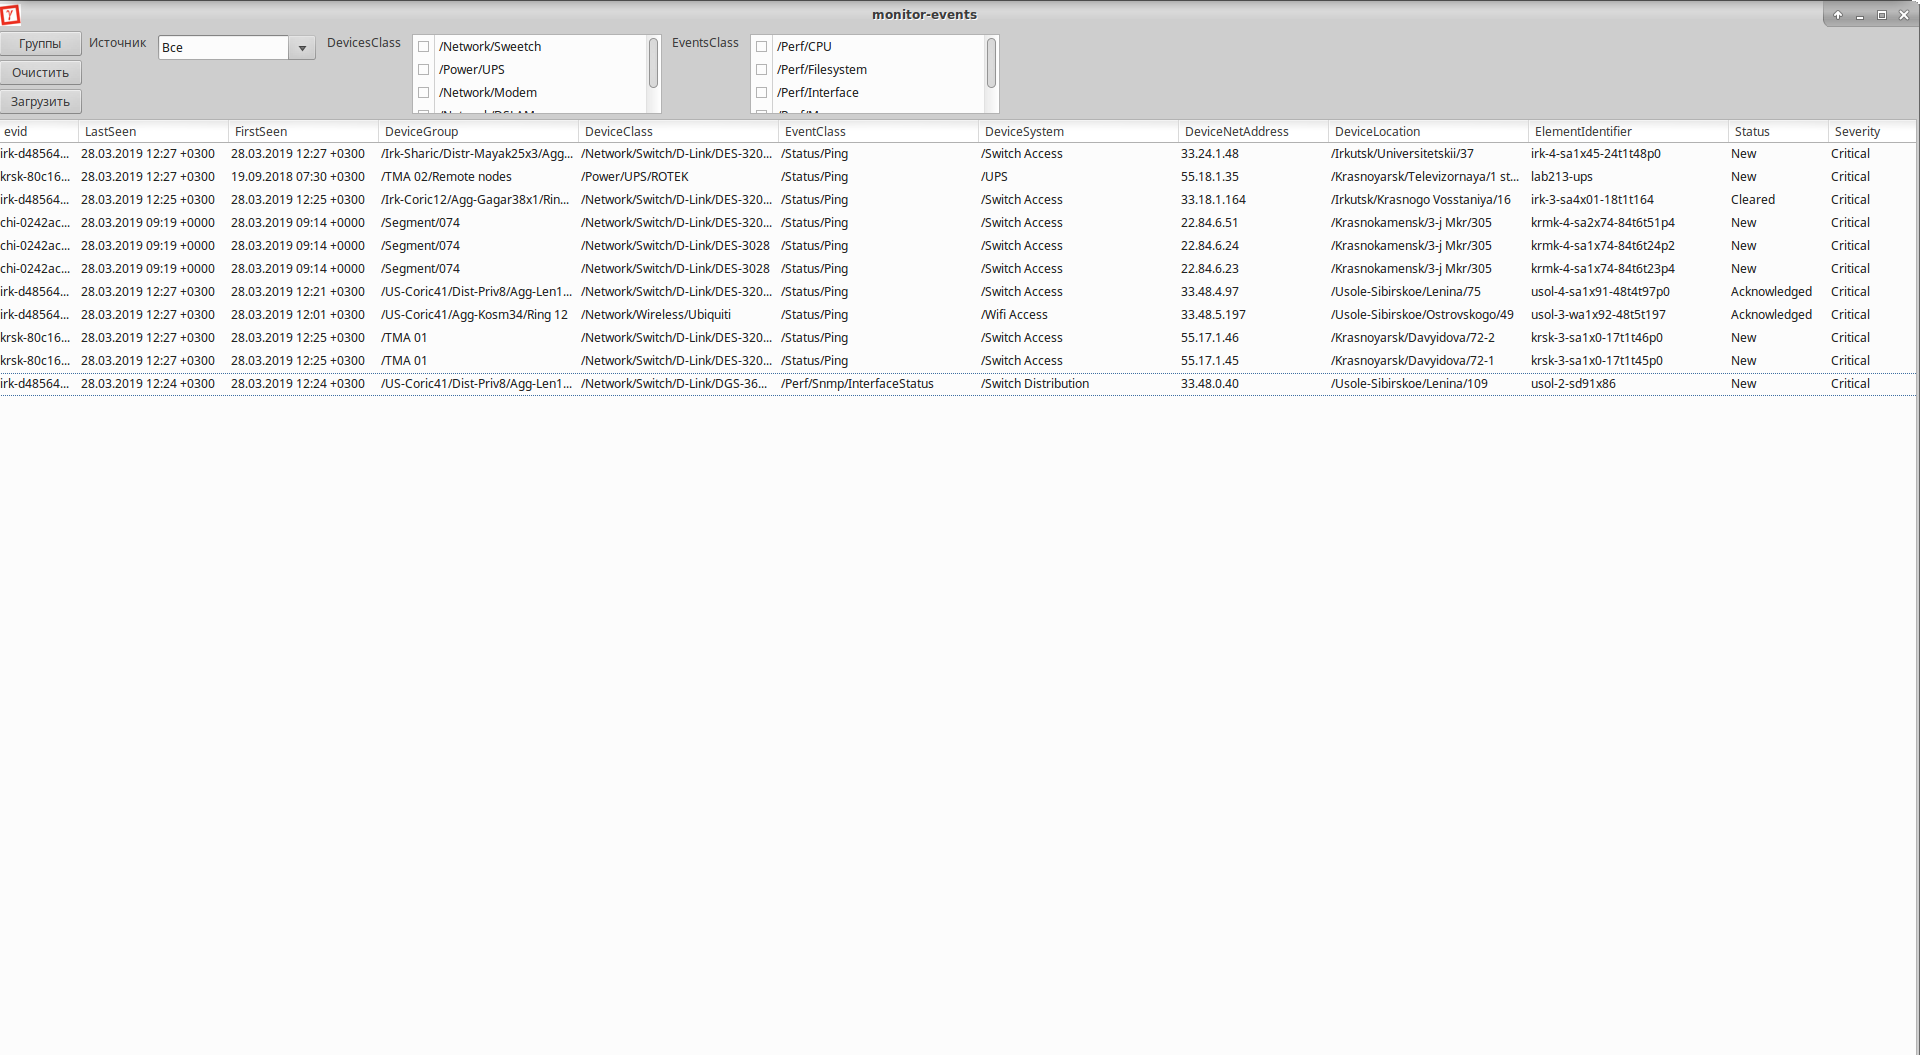 monitor-events
Группы Источник Все DevicesClass /Network/Sweetch EventsClass /Perf/CPU
/Power/UPS /Perf/Filesystem
Очистить
/Network/Modem /Perf/Interface
Загрузить
evid LastSeen FirstSeen DeviceGroup DeviceClass EventClass DeviceSystem DeviceNetAddress DeviceLocation ElementIdentifier Status Severity
irk-d48564... 28.03.2019 12:27 +0300 28.03.2019 12:27 +0300 /Irk-Sharic/Distr-Mayak25x3/Agg... /Network/Switch/D-Link/DES-320... /Status/Ping /Switch Access 33.24.1.48 /Irkutsk/Universitetskii/37 irk-4-sa1x45-24t1t48p0 New Critical
krsk-80c16... 28.03.2019 12:27 +0300 19.09.2018 07:30 +0300 /TMA 02/Remote nodes /Power/UPS/ROTEK /Status/Ping /UPS 55.18.1.35 /Krasnoyarsk/Televizornaya/1 st... lab213-ups New Critical
irk-d48564... 28.03.2019 12:25 +0300 28.03.2019 12:25 +0300 /Irk-Coric12/Agg-Gagar38x1/Rin... /Network/Switch/D-Link/DES-320... /Status/Ping /Switch Access 33.18.1.164 /Irkutsk/Krasnogo Vosstaniya/16 irk-3-sa4x01-18t1t164 Cleared Critical
chi-0242ac... 28.03.2019 09:19 +0000 28.03.2019 09:14 +0000 /Segment/074 /Network/Switch/D-Link/DES-320... /Status/Ping /Switch Access 22.84.6.51 /Krasnokamensk/3-j Mkr/305 krmk-4-sa2x74-84t6t51p4 New Critical
chi-0242ac... 28.03.2019 09:19 +0000 28.03.2019 09:14 +0000 /Segment/074 /Network/Switch/D-Link/DES-3028 /Status/Ping /Switch Access 22.84.6.24 /Krasnokamensk/3-j Mkr/305 krmk-4-sa1x74-84t6t24p2 New Critical
chi-0242ac... 28.03.2019 09:19 +0000 28.03.2019 09:14 +0000 /Segment/074 /Network/Switch/D-Link/DES-3028 /Status/Ping /Switch Access 22.84.6.23 /Krasnokamensk/3-j Mkr/305 krmk-4-sa1x74-84t6t23p4 New Critical
irk-d48564... 28.03.2019 12:27 +0300 28.03.2019 12:21 +0300 /US-Coric41/Dist-Priv8/Agg-Len1... /Network/Switch/D-Link/DES-320... /Status/Ping /Switch Access 33.48.4.97 /Usole-Sibirskoe/Lenina/75 usol-4-sa1x91-48t4t97p0 Acknowledged Critical
irk-d48564... 28.03.2019 12:27 +0300 28.03.2019 12:01 +0300 /US-Coric41/Agg-Kosm34/Ring 12 /Network/Wireless/Ubiquiti /Status/Ping /Wifi Access 33.48.5.197 /Usole-Sibirskoe/Ostrovskogo/49 usol-3-wa1x92-48t5t197 Acknowledged Critical
krsk-80c16... 28.03.2019 12:27 +0300 28.03.2019 12:25 +0300 /TMA 01 /Network/Switch/D-Link/DES-320... /Status/Ping /Switch Access 55.17.1.46 /Krasnoyarsk/Davyidova/72-2 krsk-3-sa1x0-17t1t46p0 New Critical
krsk-80c16... 28.03.2019 12:27 +0300 28.03.2019 12:25 +0300 /TMA 01 /Network/Switch/D-Link/DES-320... /Status/Ping /Switch Access 55.17.1.45 /Krasnoyarsk/Davyidova/72-1 krsk-3-sa1x0-17t1t45p0 New Critical
irk-d48564... 28.03.2019 12:24 +0300 28.03.2019 12:24 +0300 /US-Coric41/Dist-Priv8/Agg-Len1... /Network/Switch/D-Link/DGS-36... /Perf/Snmp/InterfaceStatus /Switch Distribution 33.48.0.40 /Usole-Sibirskoe/Lenina/109 usol-2-sd91x86 New Critical